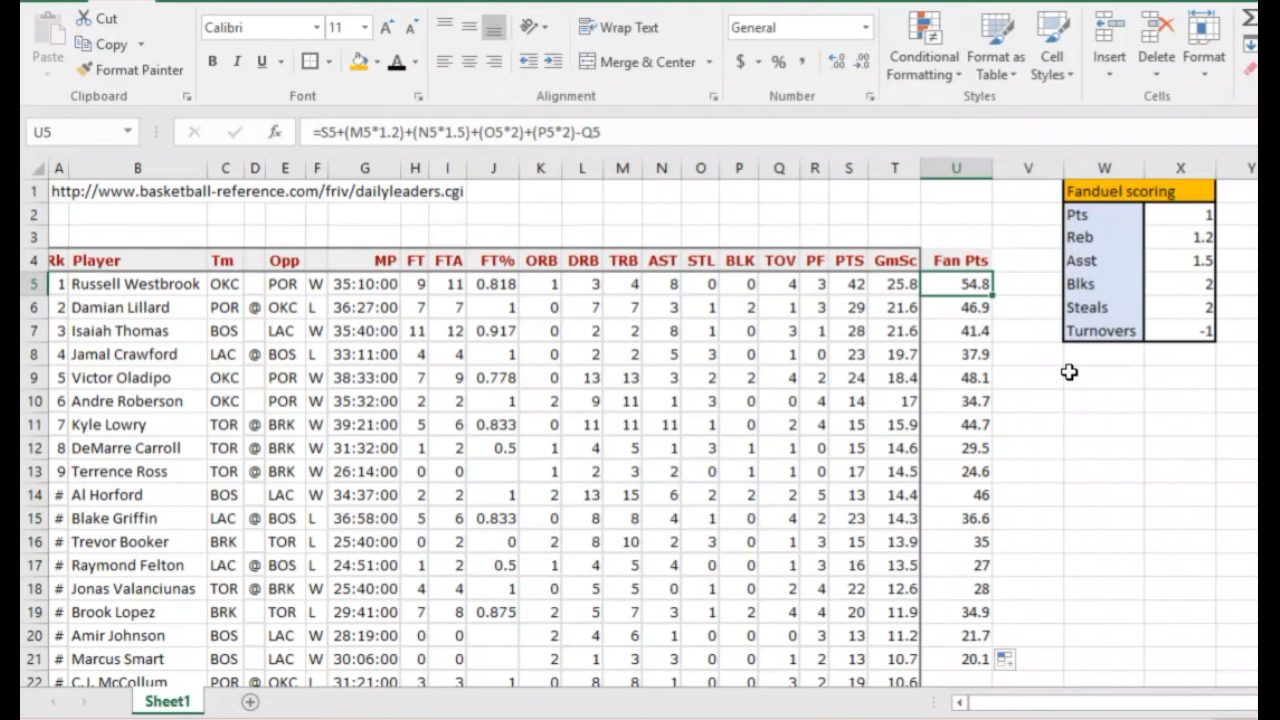 Cut
Copy
Paste
Format Painter
Clipboard
Calibri 11 A A
B I U A
Font
Wrap Text
Merge & Center
Alignment
General
$ % ,
Number
Conditional Formatting
Format as Table
Cell Styles
Styles
Insert Delete Format
Cells
U5 fx =S5+(M5*1.2)+(N5*1.5)+(O5*2)+(P5*2)-Q5
A B C D E F G H I J K L M N O P Q R S T U V W X Y
1 http://www.basketball-reference.com/friv/dailyleaders.cgi Fanduel scoring
2 Pts 1
3 Reb 1.2
4 Rk Player Tm Opp MP FT FTA FT% ORB DRB TRB AST STL BLK TOV PF PTS GmSc Fan Pts Asst 1.5
5 1 Russell Westbrook OKC POR W 35:10:00 9 11 0.818 1 3 4 8 0 0 4 3 42 25.8 54.8 Blks 2
6 2 Damian Lillard POR @ OKC L 36:27:00 7 7 1 0 7 7 3 1 2 1 3 29 21.6 46.9 Steals 2
7 3 Isaiah Thomas BOS LAC W 35:40:00 11 12 0.917 0 2 2 8 1 0 3 1 28 21.6 41.4 Turnovers -1
8 4 Jamal Crawford LAC @ BOS L 33:11:00 4 4 1 0 2 2 5 3 0 1 0 23 19.7 37.9
9 5 Victor Oladipo OKC POR W 38:33:00 7 9 0.778 0 13 13 3 2 2 4 2 24 18.4 48.1
10 6 Andre Roberson OKC POR W 35:32:00 2 2 1 2 9 11 1 3 0 0 4 14 17 34.7
11 7 Kyle Lowry TOR @ BRK W 39:21:00 5 6 0.833 0 11 11 11 1 0 2 4 15 15.9 44.7
12 8 DeMarre Carroll TOR @ BRK W 31:32:00 1 2 0.5 1 4 5 1 3 1 1 0 15 14.6 29.5
13 9 Terrence Ross TOR @ BRK W 26:14:00 0 0 1 2 3 2 0 1 1 0 17 14.5 24.6
14 # Al Horford BOS LAC W 34:37:00 2 2 1 2 13 15 6 2 2 2 5 13 14.4 46
15 # Blake Griffin LAC @ BOS L 36:58:00 5 6 0.833 0 8 8 4 1 0 4 2 23 14.3 36.6
16 # Trevor Booker BRK TOR L 25:40:00 0 2 0 2 8 10 2 3 0 1 3 15 13.9 35
17 # Raymond Felton LAC @ BOS L 24:51:00 1 2 0.5 1 4 5 4 0 0 1 3 16 13.5 27
18 # Jonas Valanciunas TOR @ BRK W 25:40:00 4 4 1 0 5 5 0 1 0 2 4 22 12.6 28
19 # Brook Lopez BRK TOR L 29:41:00 7 8 0.875 2 5 7 3 1 2 4 4 20 11.9 34.9
20 # Amir Johnson BOS LAC W 28:19:00 0 0 2 4 6 1 0 0 0 3 13 11.2 21.7
21 # Marcus Smart BOS LAC W 30:06:00 0 0 2 1 3 3 0 0 1 2 13 10.7 20.1
22 # C.J. McCollum POR @ OKC L 31:21:00 3 3 1 0 8 8 1 0 0 3 2 19 10.6
Sheet1